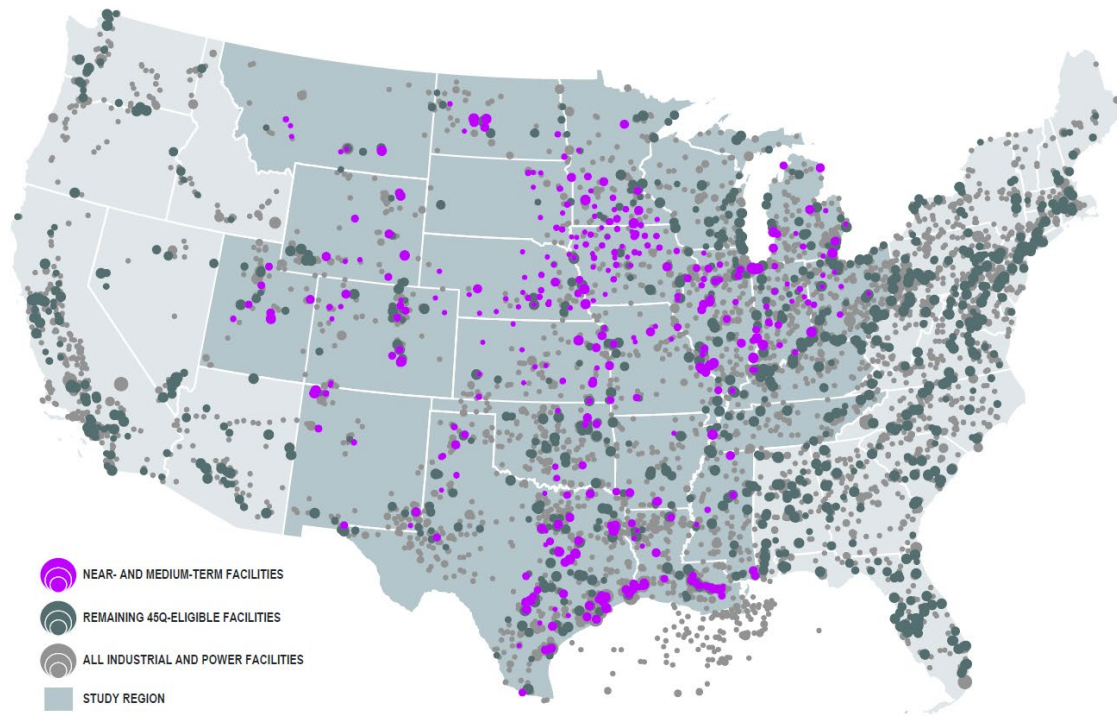 NEAR- AND MEDIUM-TERM FACILITIES
REMAINING 45Q-ELIGIBLE FACILITIES
ALL INDUSTRIAL AND POWER FACILITIES
STUDY REGION